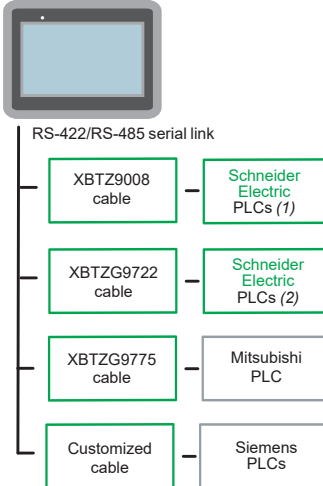 RS-422/RS-485 serial link
XBTZ9008
cable
Schneider
Electric
PLCs (1)
XBTZG9722
cable
Schneider
Electric
PLCs (2)
XBTZG9775
cable
Mitsubishi
PLC
Customized
cable
Siemens
PLCs